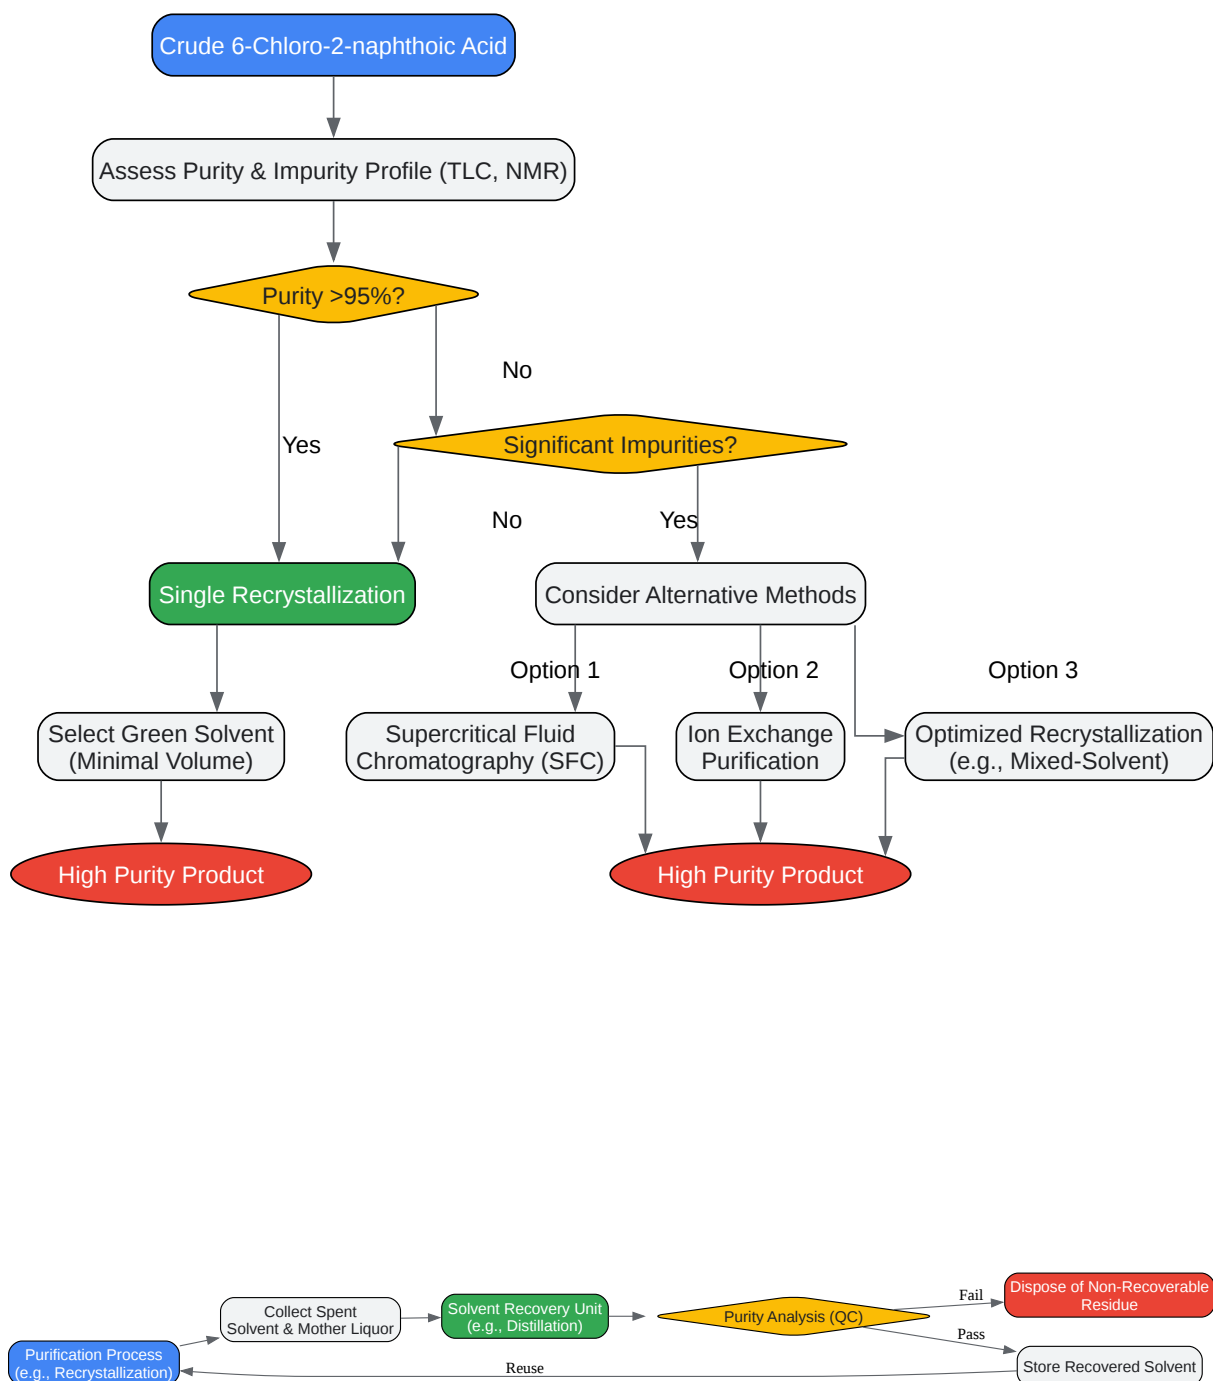 Crude 6-Chloro-2-naphthoic Acid
Assess Purity & Impurity Profile (TLC, NMR)
Purity >95%?
No
Yes
Significant Impurities?
No
Yes
Single Recrystallization
Consider Alternative Methods
Option 1
Option 2
Option 3
Select Green Solvent
(Minimal Volume)
Supercritical Fluid
Chromatography (SFC)
Ion Exchange
Purification
Optimized Recrystallization
(e.g., Mixed-Solvent)
High Purity Product
High Purity Product
Purification Process
(e.g., Recrystallization)
Collect Spent
Solvent & Mother Liquor
Solvent Recovery Unit
(e.g., Distillation)
Purity Analysis (QC)
Fail
Dispose of Non-Recoverable
Residue
Pass
Store Recovered Solvent
Reuse